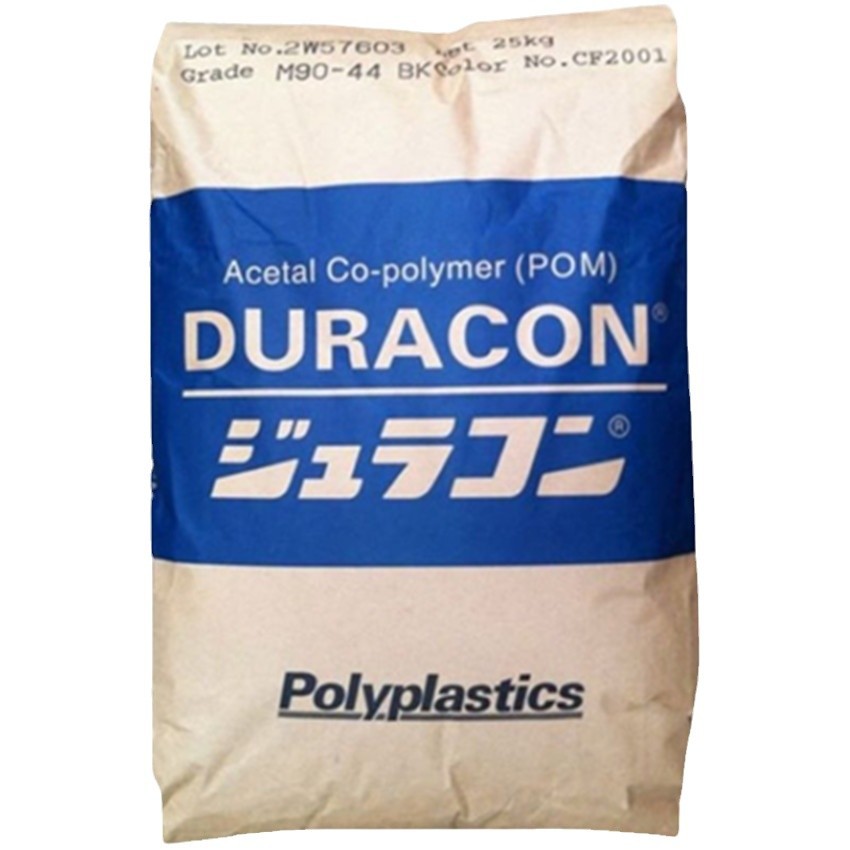 Lot No.2W57603 Net 25kg
Grade M90-44 BK Color No.CF2001
Acetal Co-polymer (POM)
DURACON®
ジュラコン®
Polyplastics